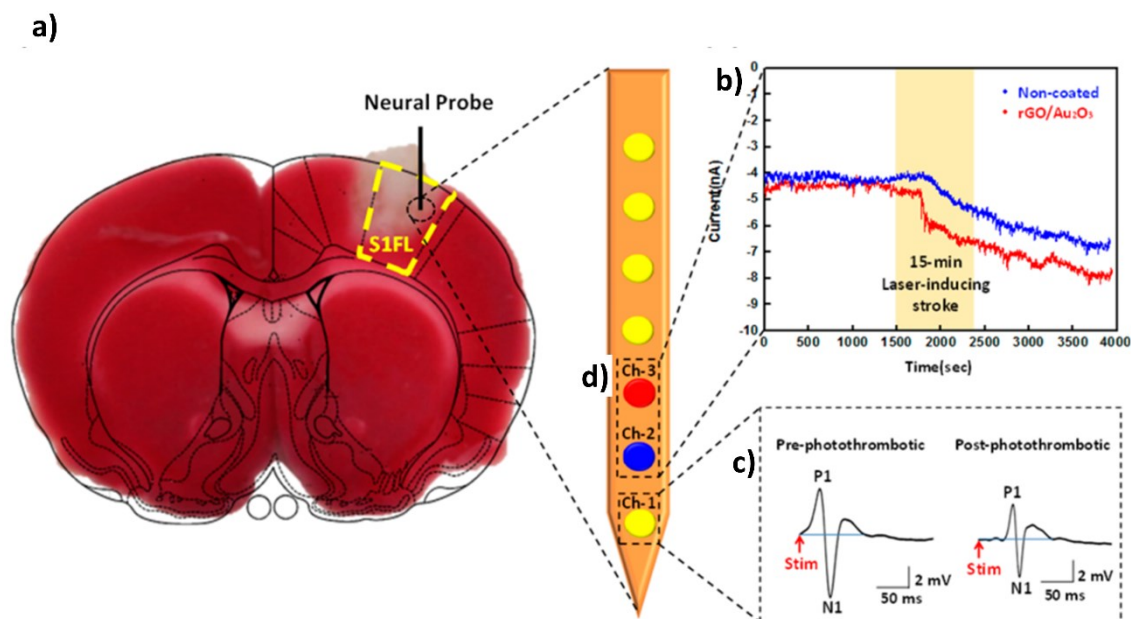 a)
Neural Probe
S1FL
d)
Ch-3
Ch-2
Ch-1
b)
0
-1
-2
-3
-4
-5
-6
-7
-8
-9
-10
Current(nA)
Non-coated
rGO/Au₂O₃
15-min
Laser-inducing
stroke
0 500 1000 1500 2000 2500 3000 3500 4000
Time(sec)
c)
Pre-photothrombotic
P1
Stim
N1
2 mV
50 ms
Post-photothrombotic
P1
Stim
N1
2 mV
50 ms